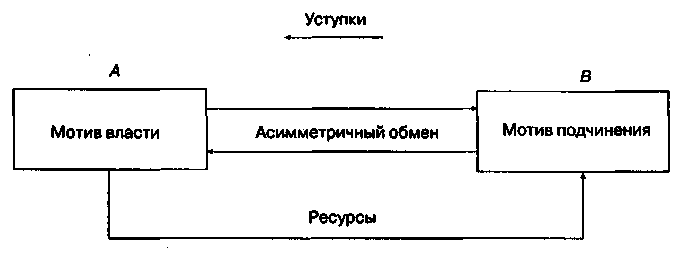 Уступки
A
B
Мотив власти
Асимметричный обмен
Мотив подчинения
Ресурсы